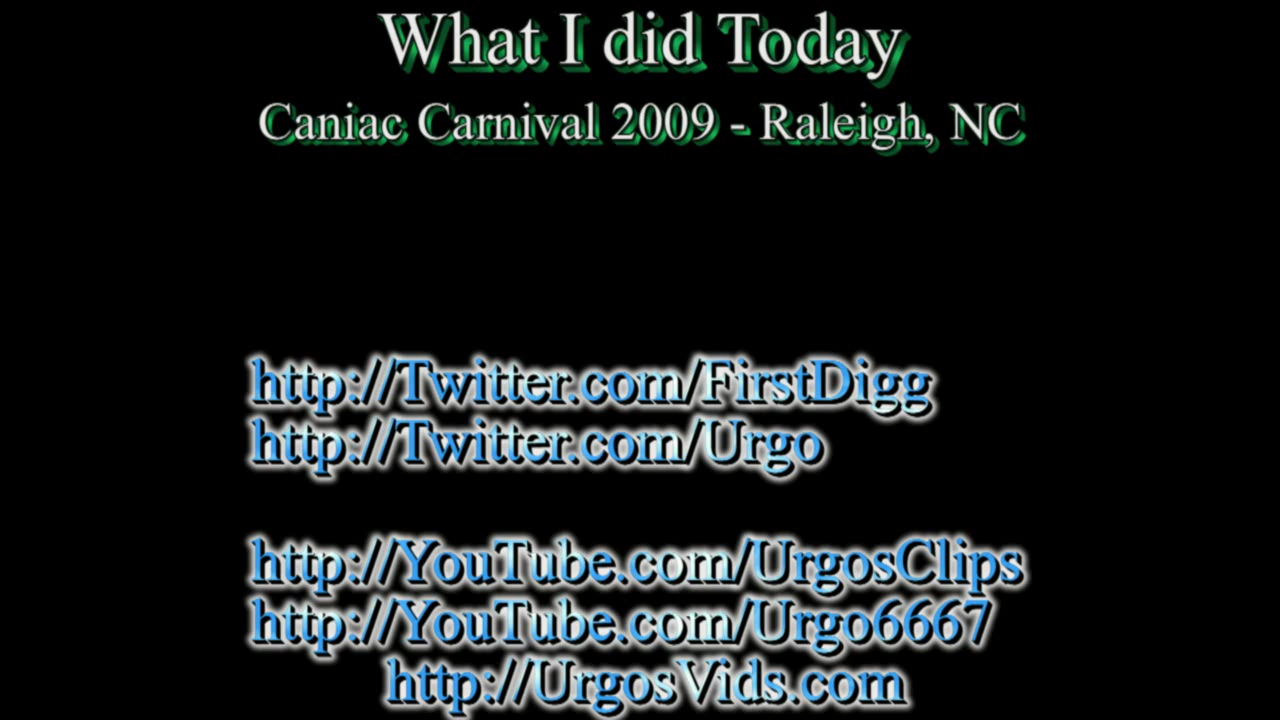 What I did Today
Caniac Carnival 2009 - Raleigh, NC
http://Twitter.com/FirstDigg
http://Twitter.com/Urgo
http://YouTube.com/UrgosClips
http://YouTube.com/Urgo6667
http://UrgosVids.com